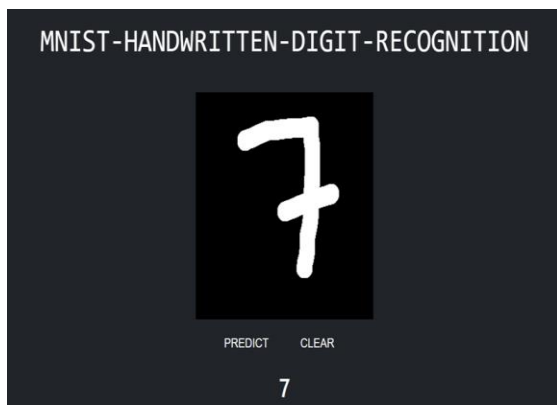 MNIST-HANDWRITTEN-DIGIT-RECOGNITION
7
PREDICT CLEAR
7